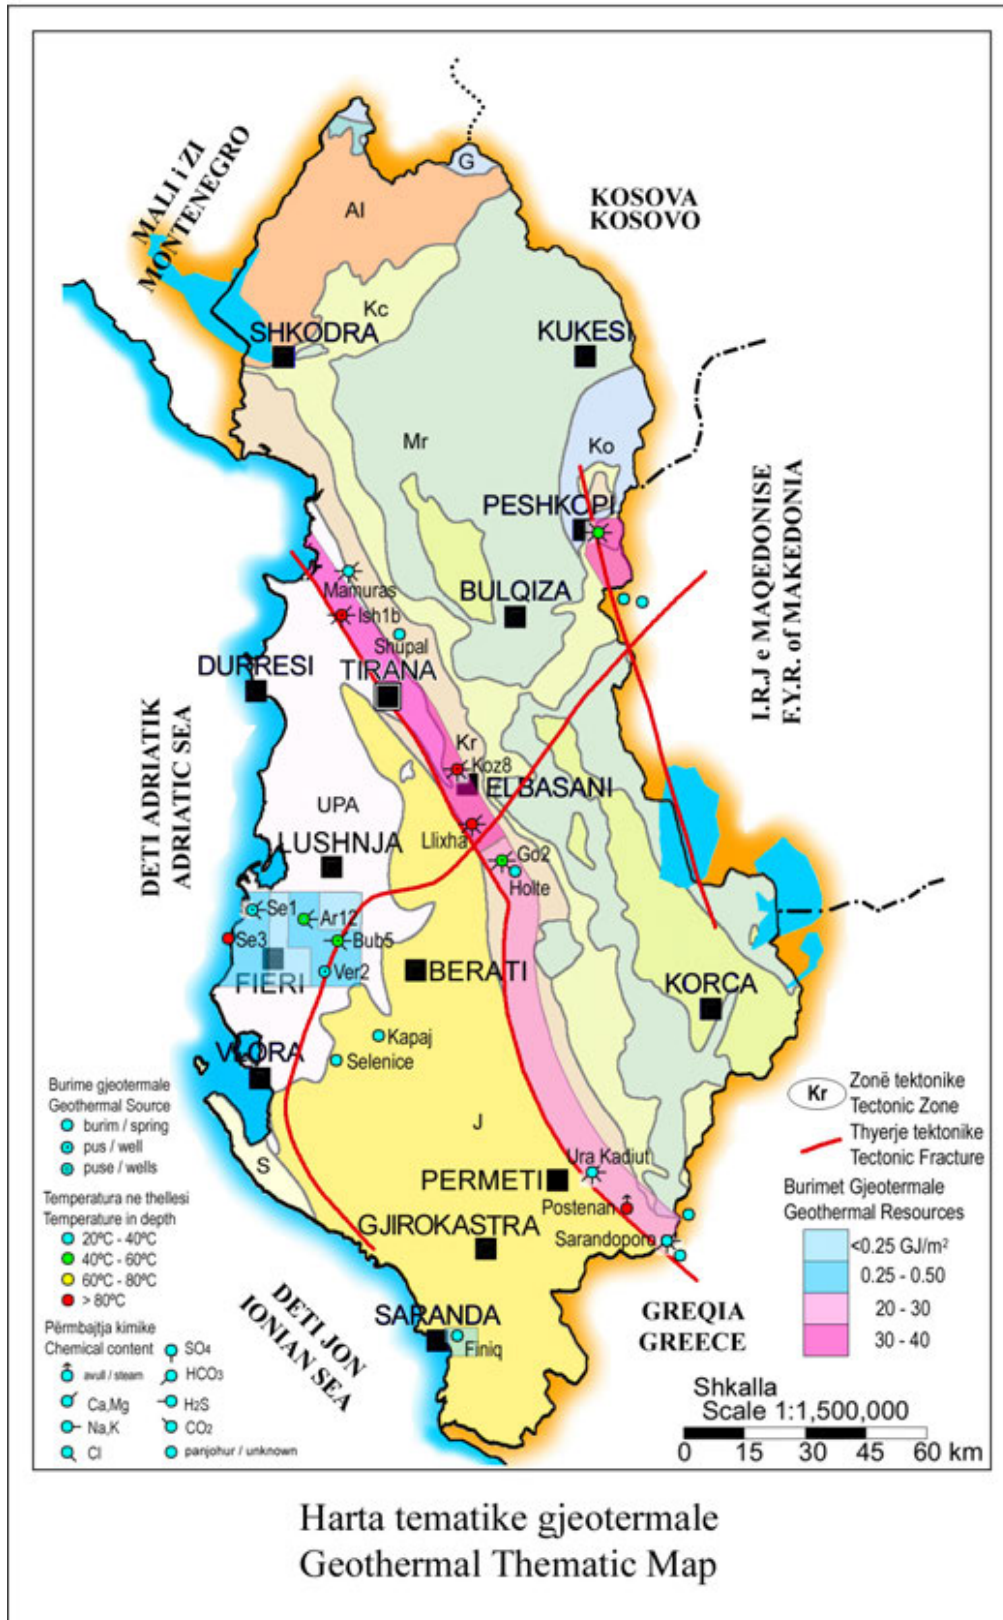 MALI i ZI
MONTENEGRO
KOSOVA
KOSOVO
G
Al
Kc
SHKODRA
KUKESI
Mr
Ko
PESHKOPI
I.R.J e MAQEDONISE
F.Y.R. of MAKEDONIA
Mamuras
Ish1b
BULQIZA
Shupal
DURRESI
TIRANA
DETI ADRIATIK
ADRIATIC SEA
Kr
Koz8
ELBASANI
UPA
LUSHNJA
Llixha
Go2
Holte
Se1
Ar12
Se3
Bub5
FIERI
Ver2
BERATI
KORCA
Kapaj
Selenice
VLORA
J
S
Ura Kadiut
PERMETI
Postenan
GJIROKASTRA
Sarandoporo
SARANDA
Finiq
DETI JON
IONIAN SEA
GREQIA
GREECE
Burime gjeotermale
Geothermal Source
burim / spring
pus / well
puse / wells
Temperatura ne thellesi
Temperature in depth
20ºC - 40ºC
40ºC - 60ºC
60ºC - 80ºC
> 80ºC
Përmbajtja kimike
Chemical content
avull / steam
Ca,Mg
Na,K
Cl
SO4
HCO3
H2S
CO2
panjohur / unknown
Kr
Zonë tektonike
Tectonic Zone
Thyerje tektonike
Tectonic Fracture
Burimet Gjeotermale
Geothermal Resources
<0.25 GJ/m²
0.25 - 0.50
20 - 30
30 - 40
Shkalla
Scale 1:1,500,000
0 15 30 45 60 km
Harta tematike gjeotermale
Geothermal Thematic Map